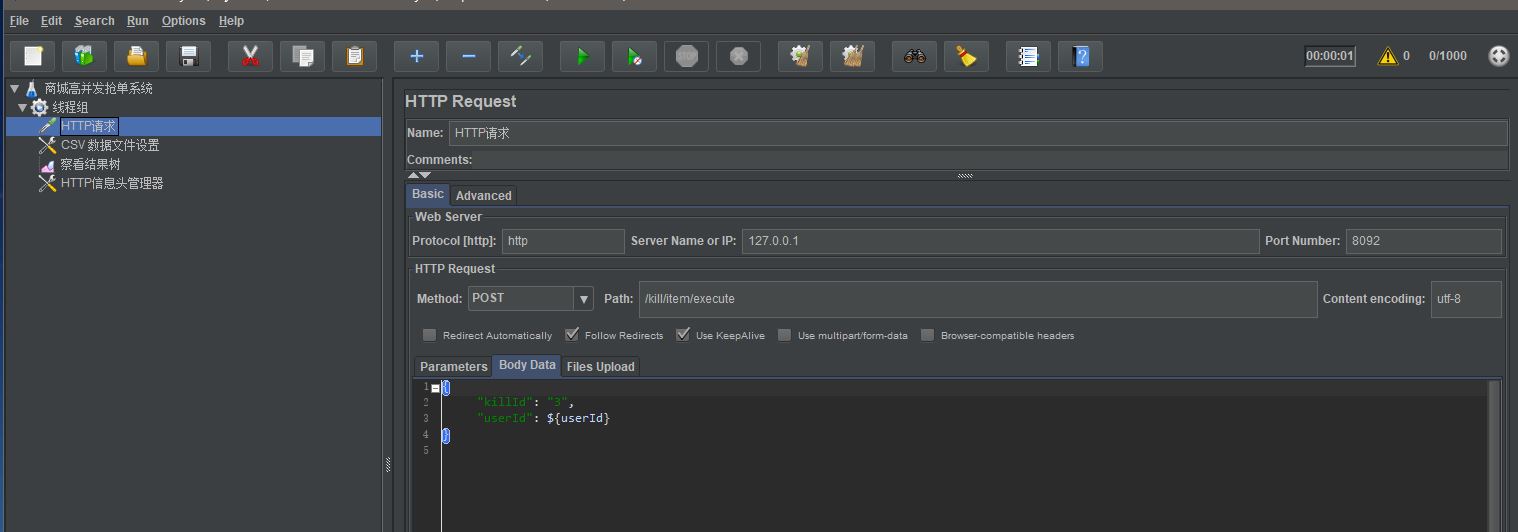 File Edit Search Run Options Help
STOP
00:00:01 0 0/1000
商城高并发抢单系统
线程组
HTTP请求
CSV 数据文件设置
察看结果树
HTTP信息头管理器
HTTP Request
Name: HTTP请求
Comments:
Basic Advanced
Web Server
Protocol [http]: http Server Name or IP: 127.0.0.1 Port Number: 8092
HTTP Request
Method: POST Path: /kill/item/execute Content encoding: utf-8
Redirect Automatically Follow Redirects Use KeepAlive Use multipart/form-data Browser-compatible headers
Parameters Body Data Files Upload
1 {
2 "killId": "3",
3 "userId": ${userId}
4 }
5